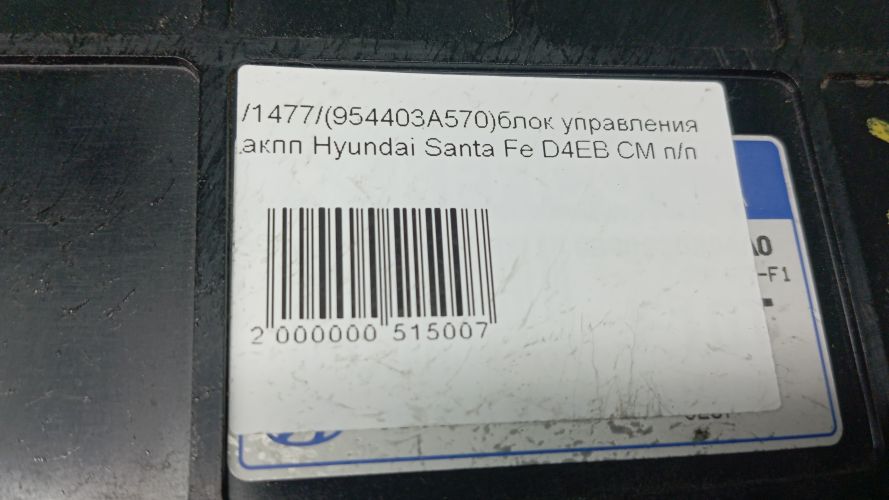 /1477/(954403A570)блок управления
акпп Hyundai Santa Fe D4EB CM п/п
A0
-F1
2 000000 515007